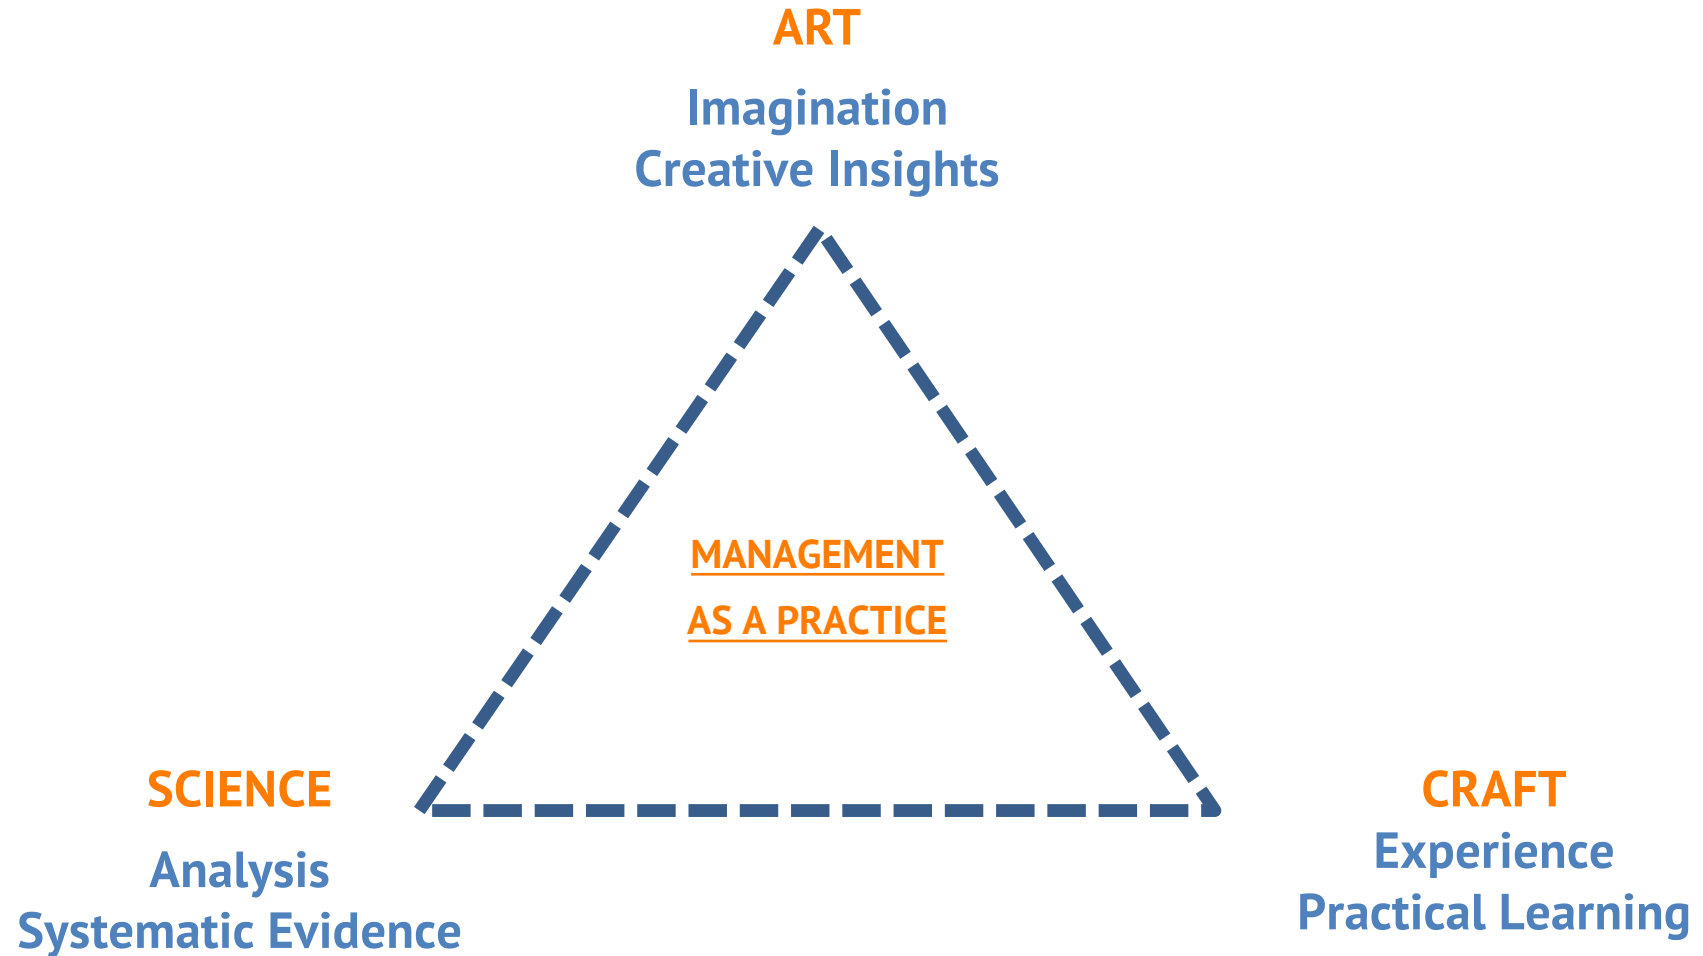 ART
Imagination
Creative Insights
MANAGEMENT
AS A PRACTICE
SCIENCE
Analysis
Systematic Evidence
CRAFT
Experience
Practical Learning